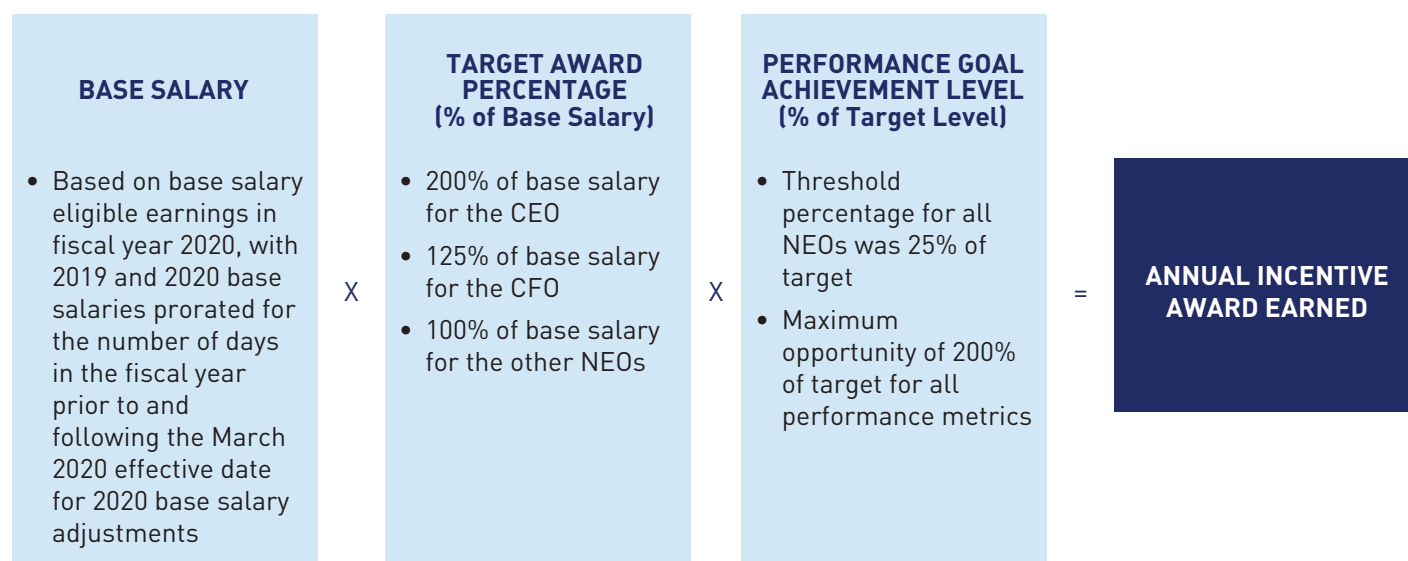 BASE SALARY
• Based on base salary
eligible earnings in
fiscal year 2020, with
2019 and 2020 base
salaries prorated for
the number of days
in the fiscal year
prior to and
following the March
2020 effective date
for 2020 base salary
adjustments
X
TARGET AWARD
PERCENTAGE
(% of Base Salary)
• 200% of base salary
for the CEO
• 125% of base salary
for the CFO
• 100% of base salary
for the other NEOs
X
PERFORMANCE GOAL
ACHIEVEMENT LEVEL
(% of Target Level)
• Threshold
percentage for all
NEOs was 25% of
target
• Maximum
opportunity of 200%
of target for all
performance metrics
=
ANNUAL INCENTIVE
AWARD EARNED